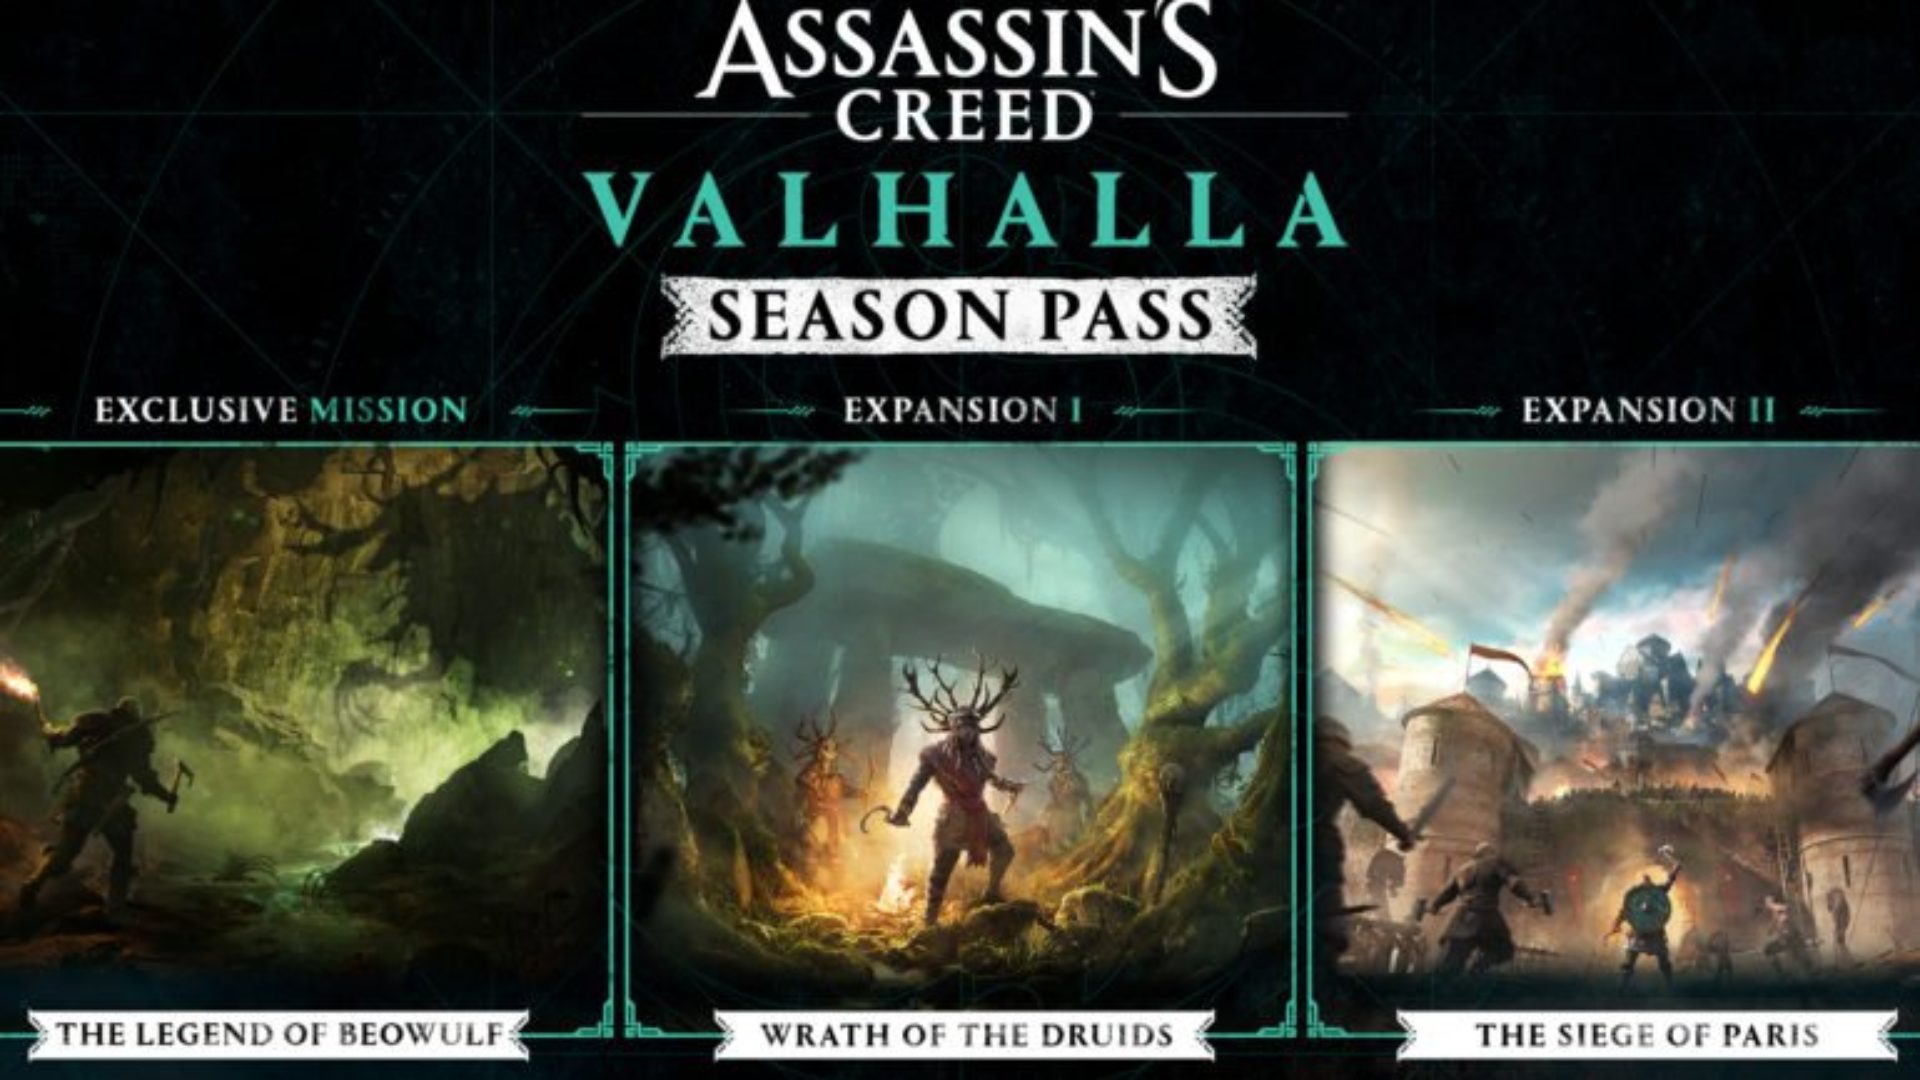 ASSASSIN'S
CREED
VALHALLA
SEASON PASS
EXCLUSIVE MISSION
EXPANSION I
EXPANSION II
THE LEGEND OF BEOWULF
WRATH OF THE DRUIDS
THE SIEGE OF PARIS